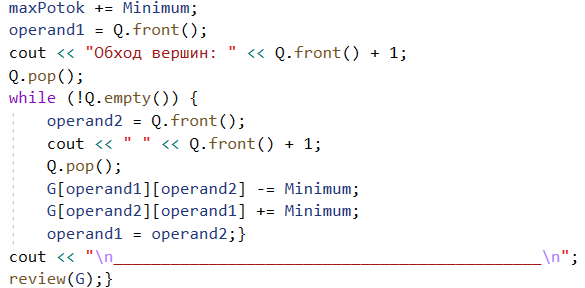 maxPotok += Minimum;
operand1 = Q.front();
cout << "Обход вершин: " << Q.front() + 1;
Q.pop();
while (!Q.empty()) {
operand2 = Q.front();
cout << " " << Q.front() + 1;
Q.pop();
G[operand1][operand2] -= Minimum;
G[operand2][operand1] += Minimum;
operand1 = operand2;}
cout << "\n_____________________________________________\n";
review(G);}